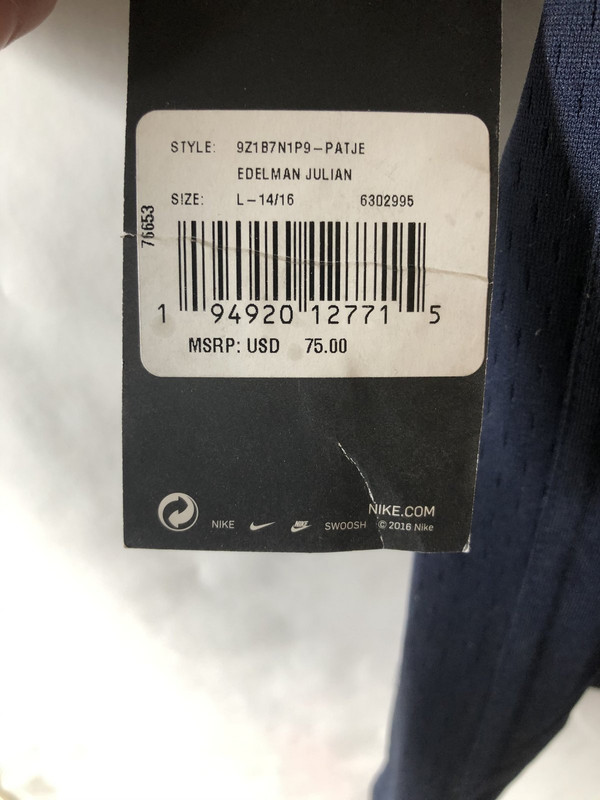 STYLE: 9Z1B7N1P9-PATJE
EDELMAN JULIAN
SIZE: L-14/16 6302995
76653
1 94920 12771 5
MSRP: USD 75.00
NIKE.COM
NIKE NIKE SWOOSH © 2016 Nike